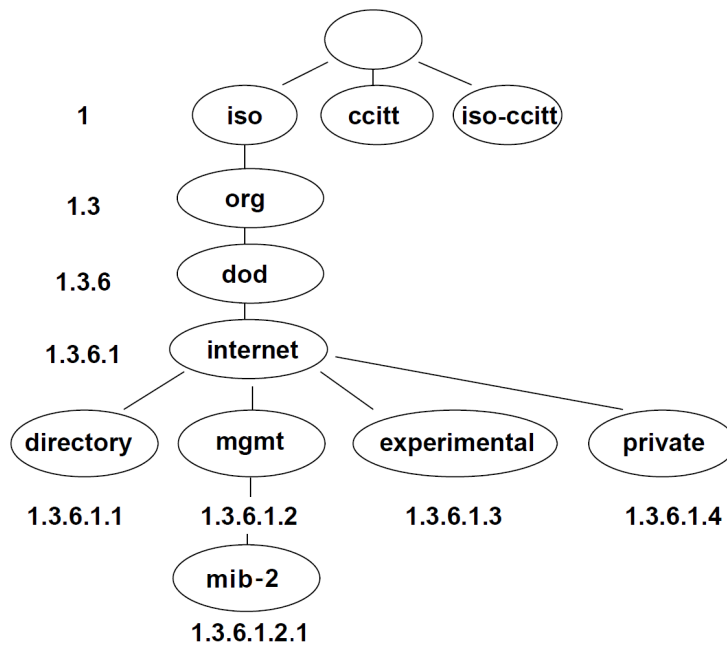 1 iso ccitt iso-ccitt
1.3 org
1.3.6 dod
1.3.6.1 internet
directory mgmt experimental private
1.3.6.1.1 1.3.6.1.2 1.3.6.1.3 1.3.6.1.4
mib-2
1.3.6.1.2.1